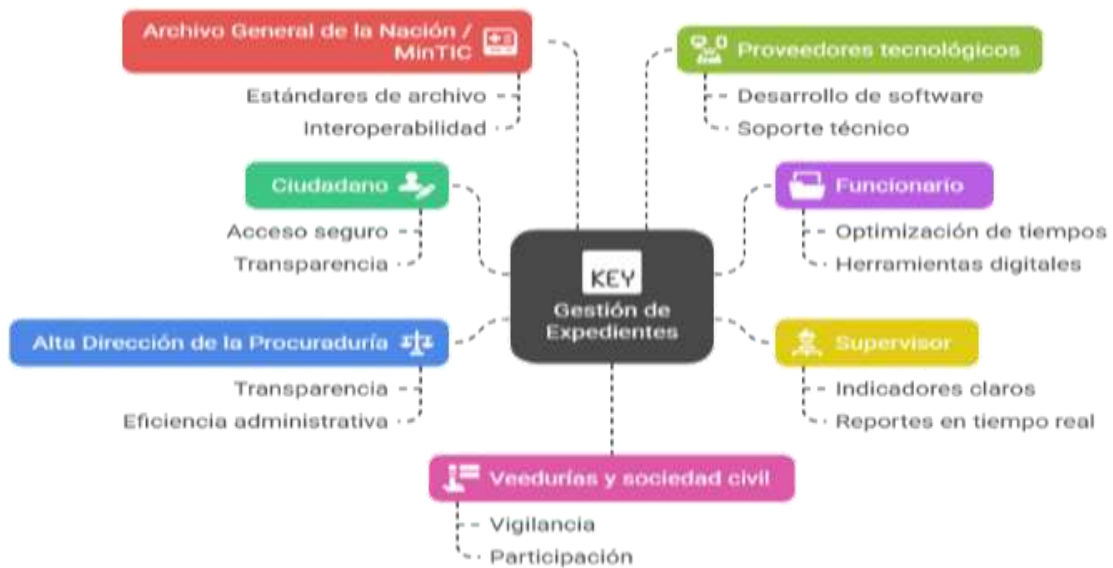 Archivo General de la Nación /
MinTIC
Estándares de archivo
Interoperabilidad
Proveedores tecnológicos
Desarrollo de software
Soporte técnico
Ciudadano
Acceso seguro
Transparencia
Funcionario
Optimización de tiempos
Herramientas digitales
KEY
Gestión de
Expedientes
Alta Dirección de la Procuraduría
Transparencia
Eficiencia administrativa
Supervisor
Indicadores claros
Reportes en tiempo real
Veedurías y sociedad civil
Vigilancia
Participación